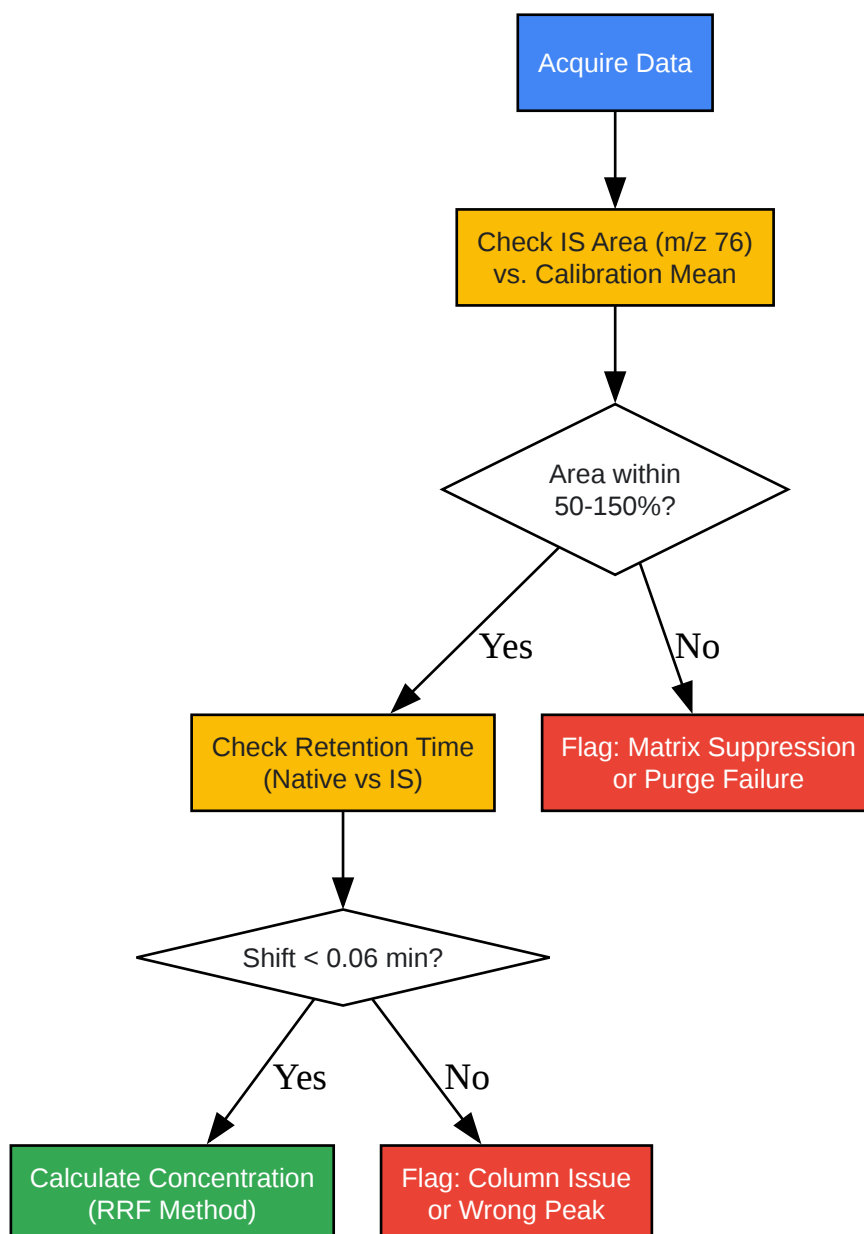 Acquire Data
Check IS Area (m/z 76)
vs. Calibration Mean
Area within
50-150%?
Yes
No
Check Retention Time
(Native vs IS)
Flag: Matrix Suppression
or Purge Failure
Shift < 0.06 min?
Yes
No
Calculate Concentration
(RRF Method)
Flag: Column Issue
or Wrong Peak